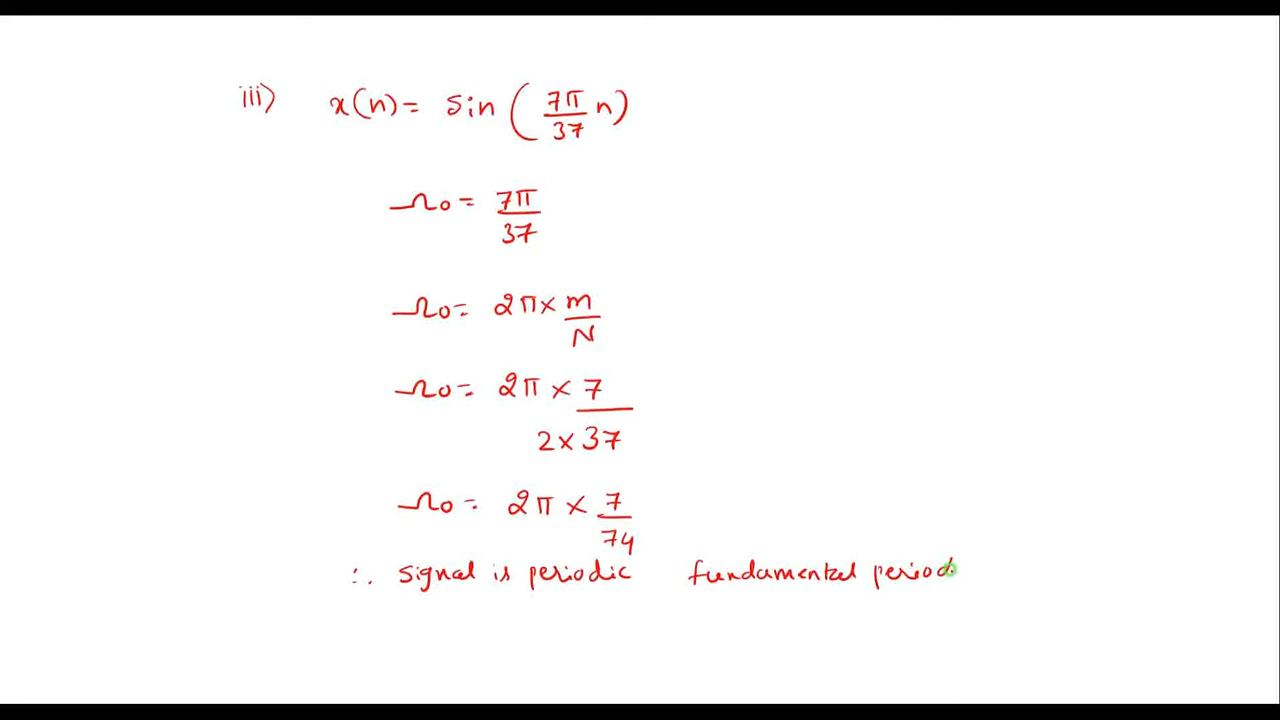 iii) x(n) = sin (7π/37 n)
Ω0 = 7π/37
Ω0 = 2π × m/N
Ω0 = 2π × 7/(2 × 37)
Ω0 = 2π × 7/74
∴ signal is periodic fundamental period